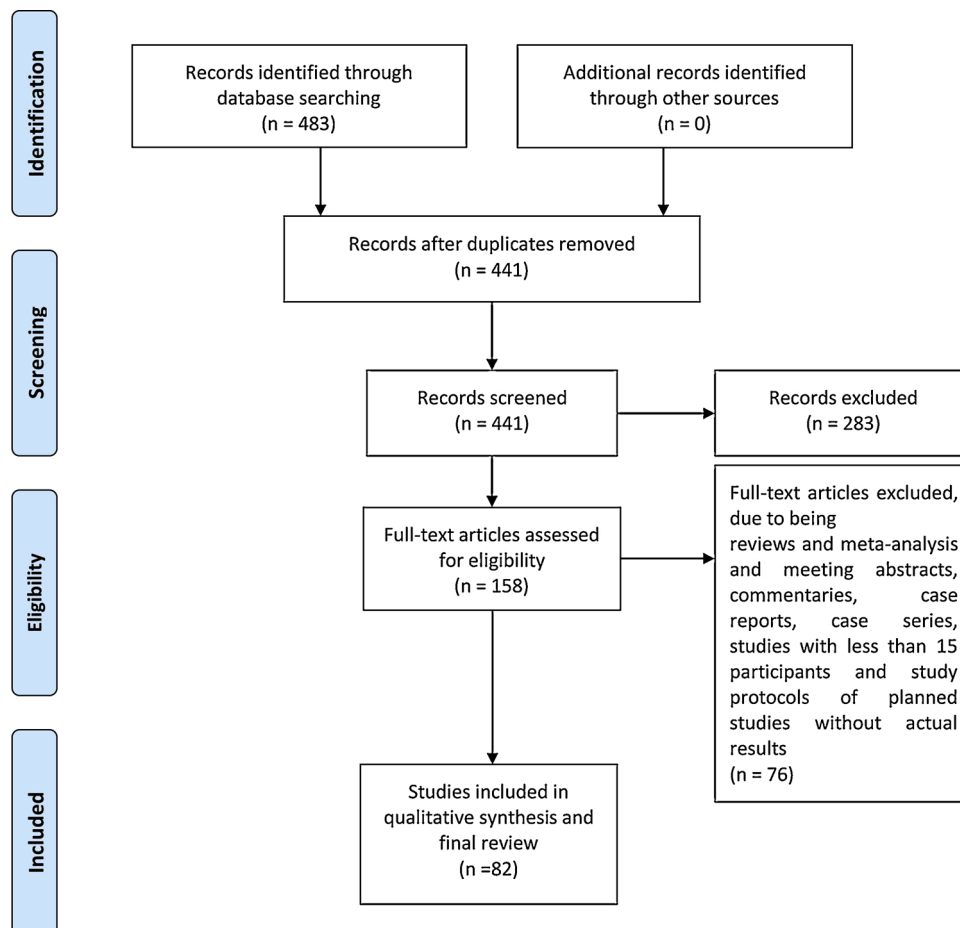 Identification
Records identified through
database searching
(n = 483)
Additional records identified
through other sources
(n = 0)
Records after duplicates removed
(n = 441)
Screening
Records screened
(n = 441)
Records excluded
(n = 283)
Eligibility
Full-text articles assessed
for eligibility
(n = 158)
Full-text articles excluded,
due to being
reviews and meta-analysis
and meeting abstracts,
commentaries, case
reports, case series,
studies with less than 15
participants and study
protocols of planned
studies without actual
results
(n = 76)
Included
Studies included in
qualitative synthesis and
final review
(n =82)